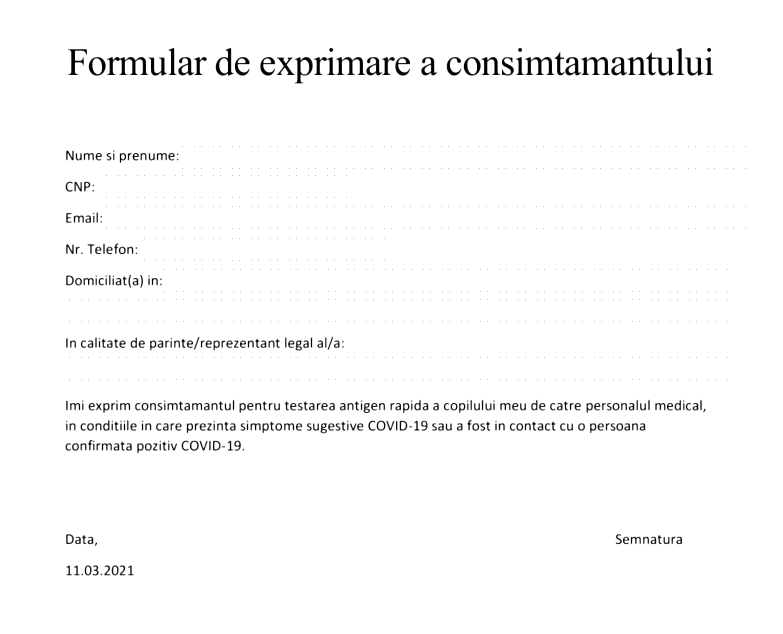 Formular de exprimare a consimtamantului
Nume si prenume:
CNP:
Email:
Nr. Telefon:
Domiciliat(a) in:
In calitate de parinte/reprezentant legal al/a:
Imi exprim consimtamantul pentru testarea antigen rapida a copilului meu de catre personalul medical,
in conditiile in care prezinta simptome sugestive COVID-19 sau a fost in contact cu o persoana
confirmata pozitiv COVID-19.
Data, Semnatura
11.03.2021